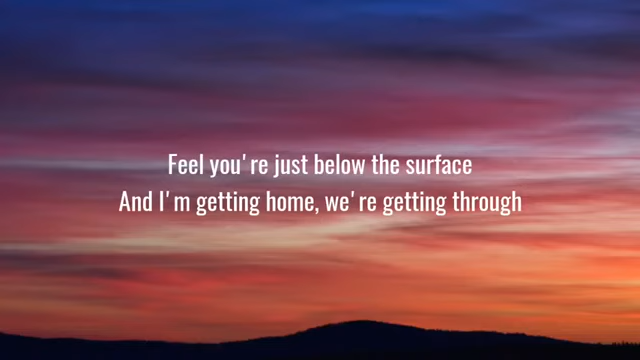 Feel you're just below the surface
And I'm getting home, we're getting through